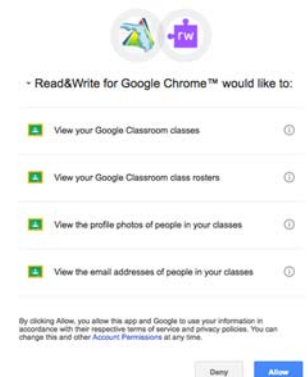 rw
- Read&Write for Google Chrome™ would like to:
View your Google Classroom classes
View your Google Classroom class rosters
View the profile photos of people in your classes
View the email addresses of people in your classes
By clicking Allow, you allow this app and Google to use your information in
accordance with their respective terms of service and privacy policies. You can
change this and other Account Permissions at any time.
Deny
Allow